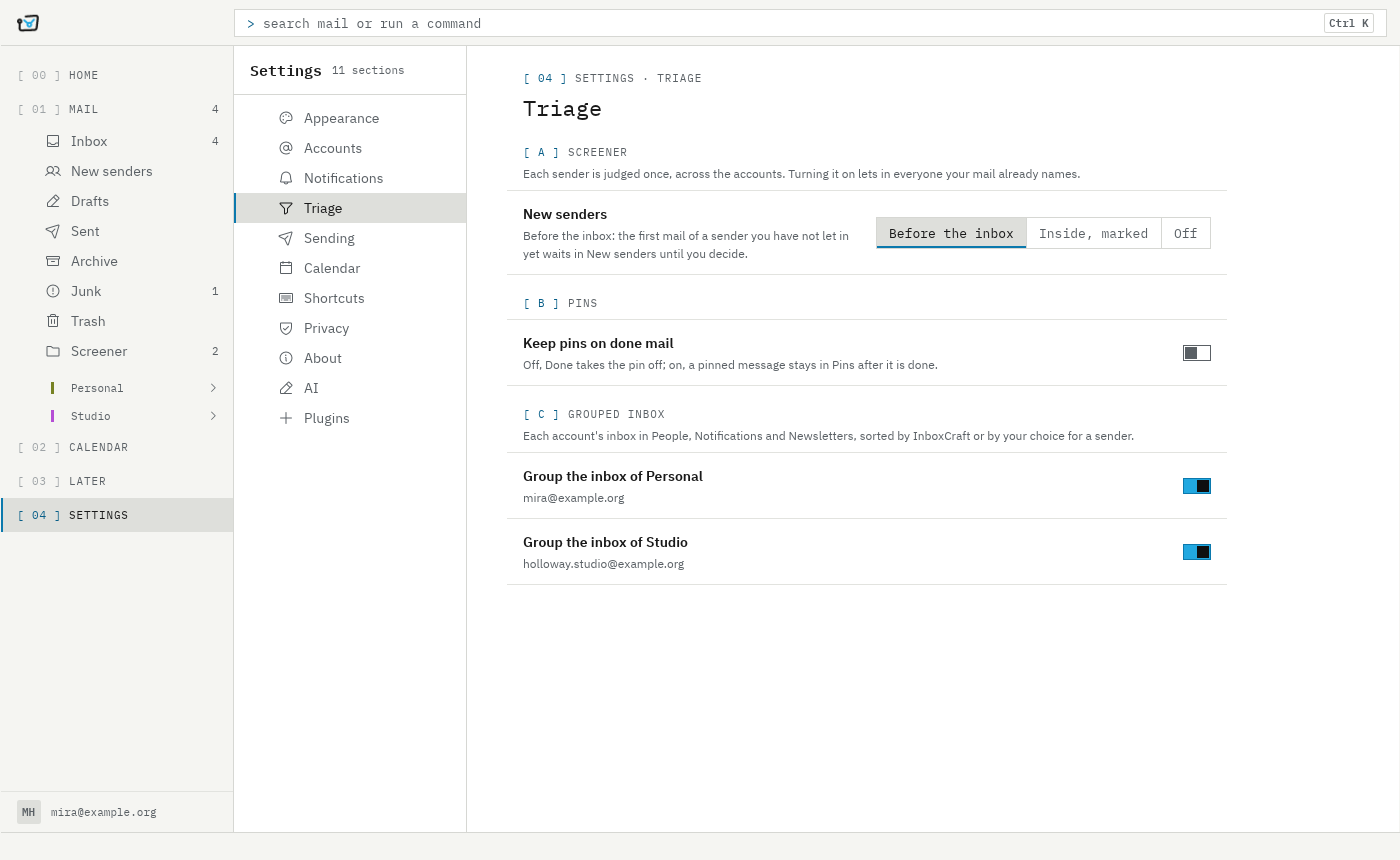 > search mail or run a command
Ctrl K
[ 00 ] HOME
[ 01 ] MAIL 4
Inbox 4
New senders
Drafts
Sent
Archive
Junk 1
Trash
Screener 2
Personal
Studio
[ 02 ] CALENDAR
[ 03 ] LATER
[ 04 ] SETTINGS
MH mira@example.org
Settings 11 sections
Appearance
Accounts
Notifications
Triage
Sending
Calendar
Shortcuts
Privacy
About
AI
Plugins
[ 04 ] SETTINGS · TRIAGE
Triage
[ A ] SCREENER
Each sender is judged once, across the accounts. Turning it on lets in everyone your mail already names.
New senders
Before the inbox: the first mail of a sender you have not let in
yet waits in New senders until you decide.
Before the inbox Inside, marked Off
[ B ] PINS
Keep pins on done mail
Off, Done takes the pin off; on, a pinned message stays in Pins after it is done.
[ C ] GROUPED INBOX
Each account's inbox in People, Notifications and Newsletters, sorted by InboxCraft or by your choice for a sender.
Group the inbox of Personal
mira@example.org
Group the inbox of Studio
holloway.studio@example.org